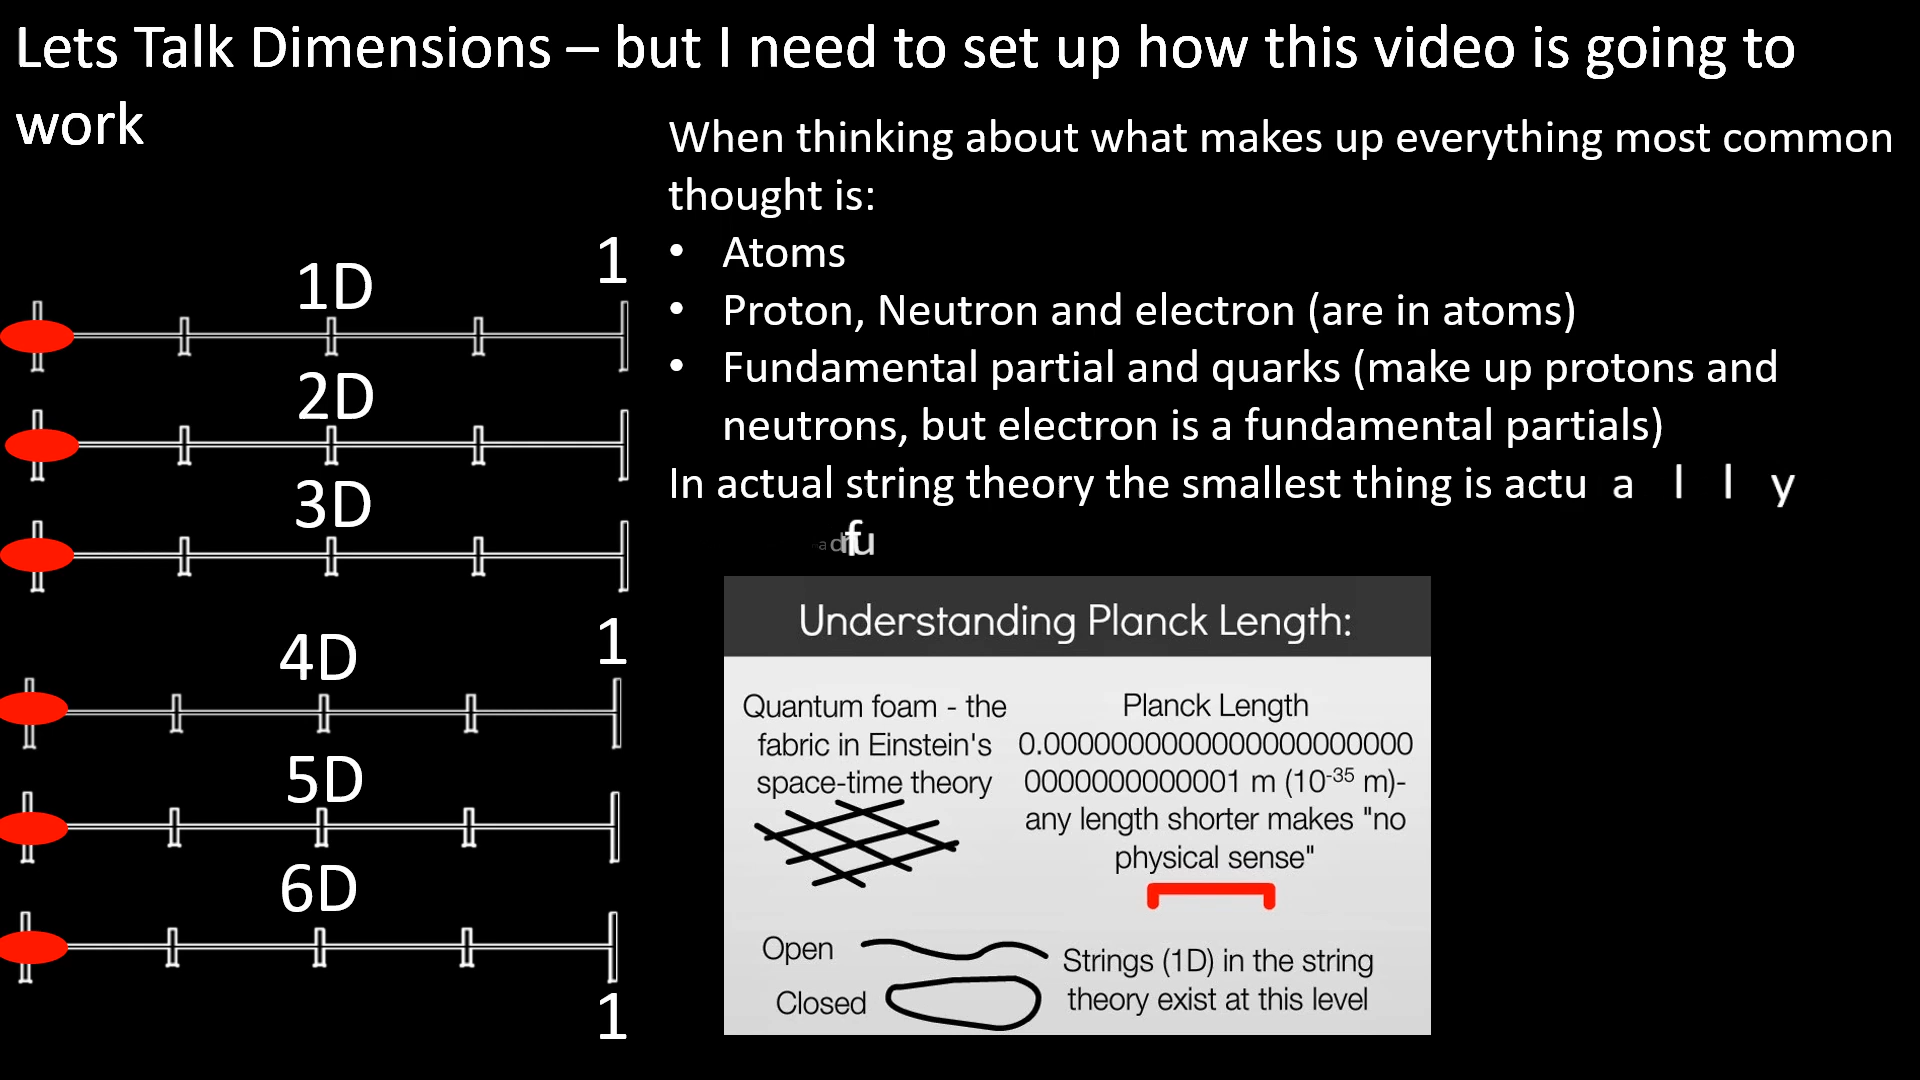 Lets Talk Dimensions – but I need to set up how this video is going to
work
When thinking about what makes up everything most common
thought is:
• Atoms
• Proton, Neutron and electron (are in atoms)
• Fundamental partial and quarks (make up protons and
neutrons, but electron is a fundamental partials)
In actual string theory the smallest thing is actu a l l y
1D
1
2D
3D
4D
1
5D
6D
1
Understanding Planck Length:
Quantum foam - the
fabric in Einstein's
space-time theory
Planck Length
0.0000000000000000000000
0000000000001 m (10-35 m)-
any length shorter makes "no
physical sense"
Open
Closed
Strings (1D) in the string
theory exist at this level